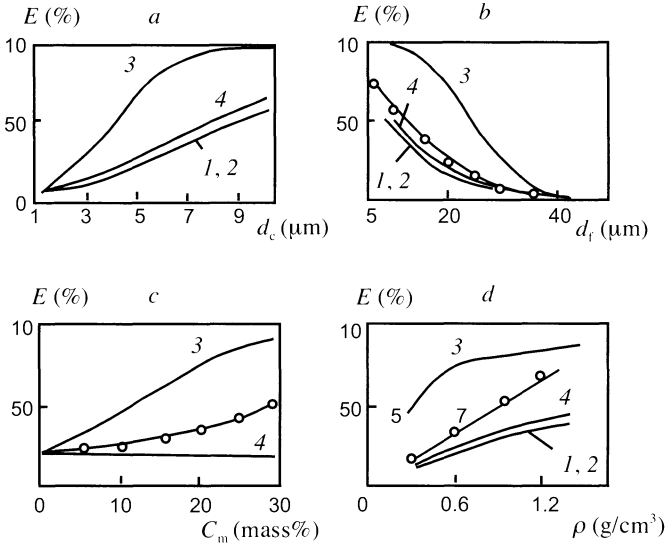 E (%) a
10
50
0
3
4
1, 2
1 3 5 7 9
d_c (μm)
E (%) b
10
50
3
4
1, 2
5 20 40
d_f (μm)
E (%) c
10
50
3
4
0 10 20 30
C_m (mass%)
E (%) d
10
50
3
5
7
4
1, 2
0 0.6 1.2
ρ (g/cm³)